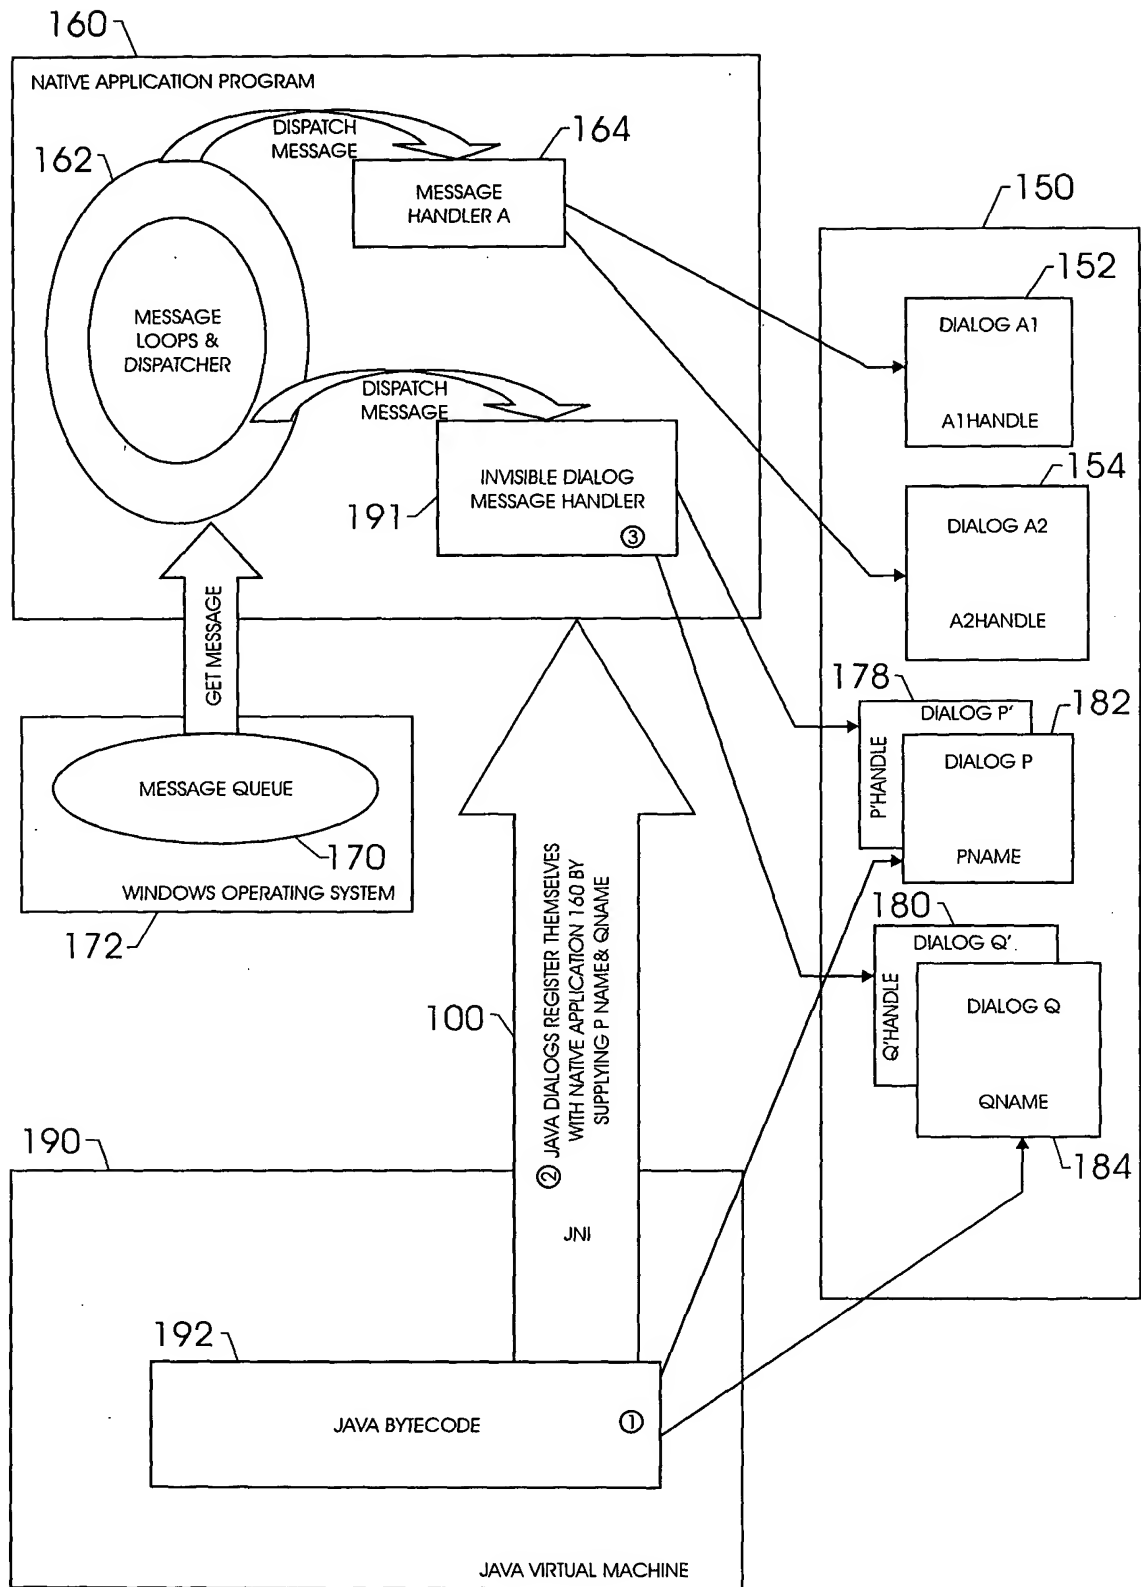 160
NATIVE APPLICATION PROGRAM
DISPATCH
MESSAGE
164
162
MESSAGE
HANDLER A
MESSAGE
LOOPS &
DISPATCHER
DISPATCH
MESSAGE
INVISIBLE DIALOG
MESSAGE HANDLER
191
3
150
152
DIALOG A1
A1HANDLE
154
DIALOG A2
A2HANDLE
GET MESSAGE
MESSAGE QUEUE
170
WINDOWS OPERATING SYSTEM
172
178
DIALOG P'
P'HANDLE
182
DIALOG P
PNAME
180
DIALOG Q'
Q'HANDLE
DIALOG Q
QNAME
184
100
2 JAVA DIALOGS REGISTER THEMSELVES
WITH NATIVE APPLICATION 160 BY
SUPPLYING P NAME& QNAME
JNI
190
192
JAVA BYTECODE
1
JAVA VIRTUAL MACHINE